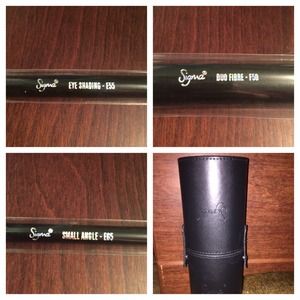 Sigma EYE SHADING - E55
Sigma DUO FIBRE - F50
Sigma SMALL ANGLE - E65